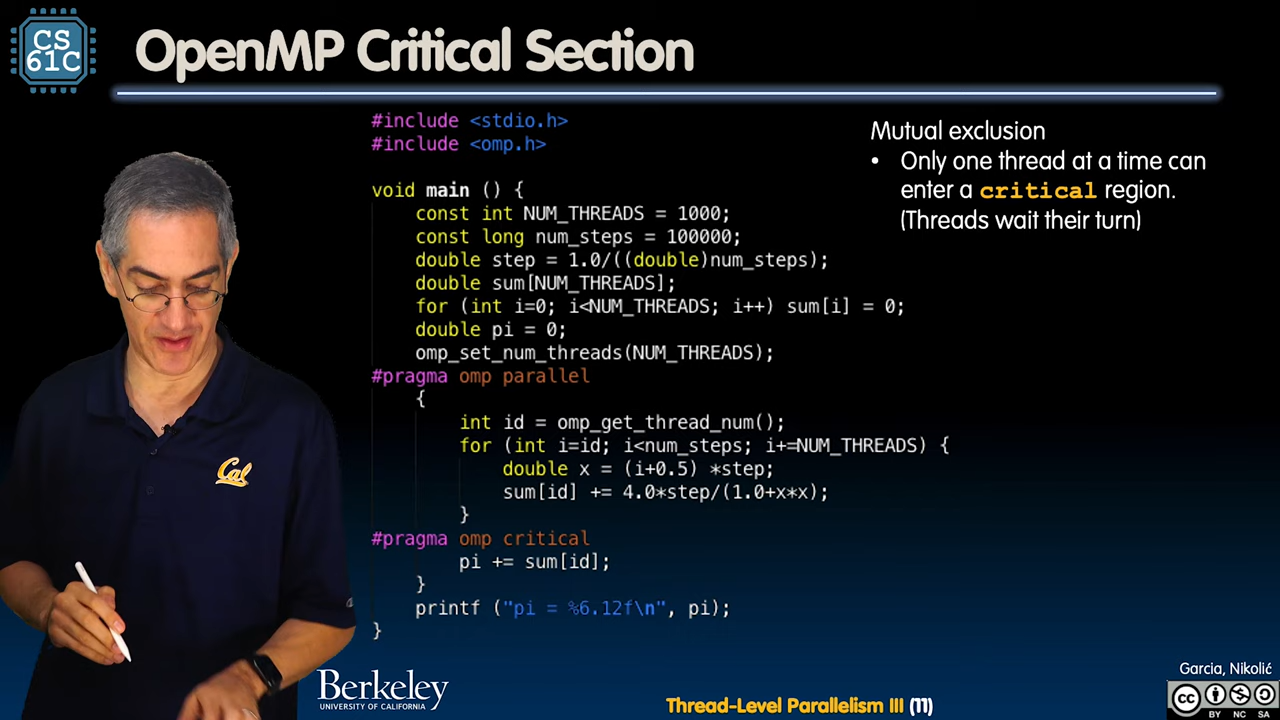 CS
61C
OpenMP Critical Section
#include <stdio.h>
#include <omp.h>
void main () {
const int NUM_THREADS = 1000;
const long num_steps = 100000;
double step = 1.0/((double)num_steps);
double sum[NUM_THREADS];
for (int i=0; i<NUM_THREADS; i++) sum[i] = 0;
double pi = 0;
omp_set_num_threads(NUM_THREADS);
#pragma omp parallel
{
int id = omp_get_thread_num();
for (int i=id; i<num_steps; i+=NUM_THREADS) {
double x = (i+0.5) *step;
sum[id] += 4.0*step/(1.0+x*x);
}
#pragma omp critical
pi += sum[id];
}
printf ("pi = %6.12f\n", pi);
}
Mutual exclusion
• Only one thread at a time can
enter a critical region.
(Threads wait their turn)
Cal
Berkeley
UNIVERSITY OF CALIFORNIA
Thread-Level Parallelism III (11)
Garcia, Nikolić
cc
BY NC SA